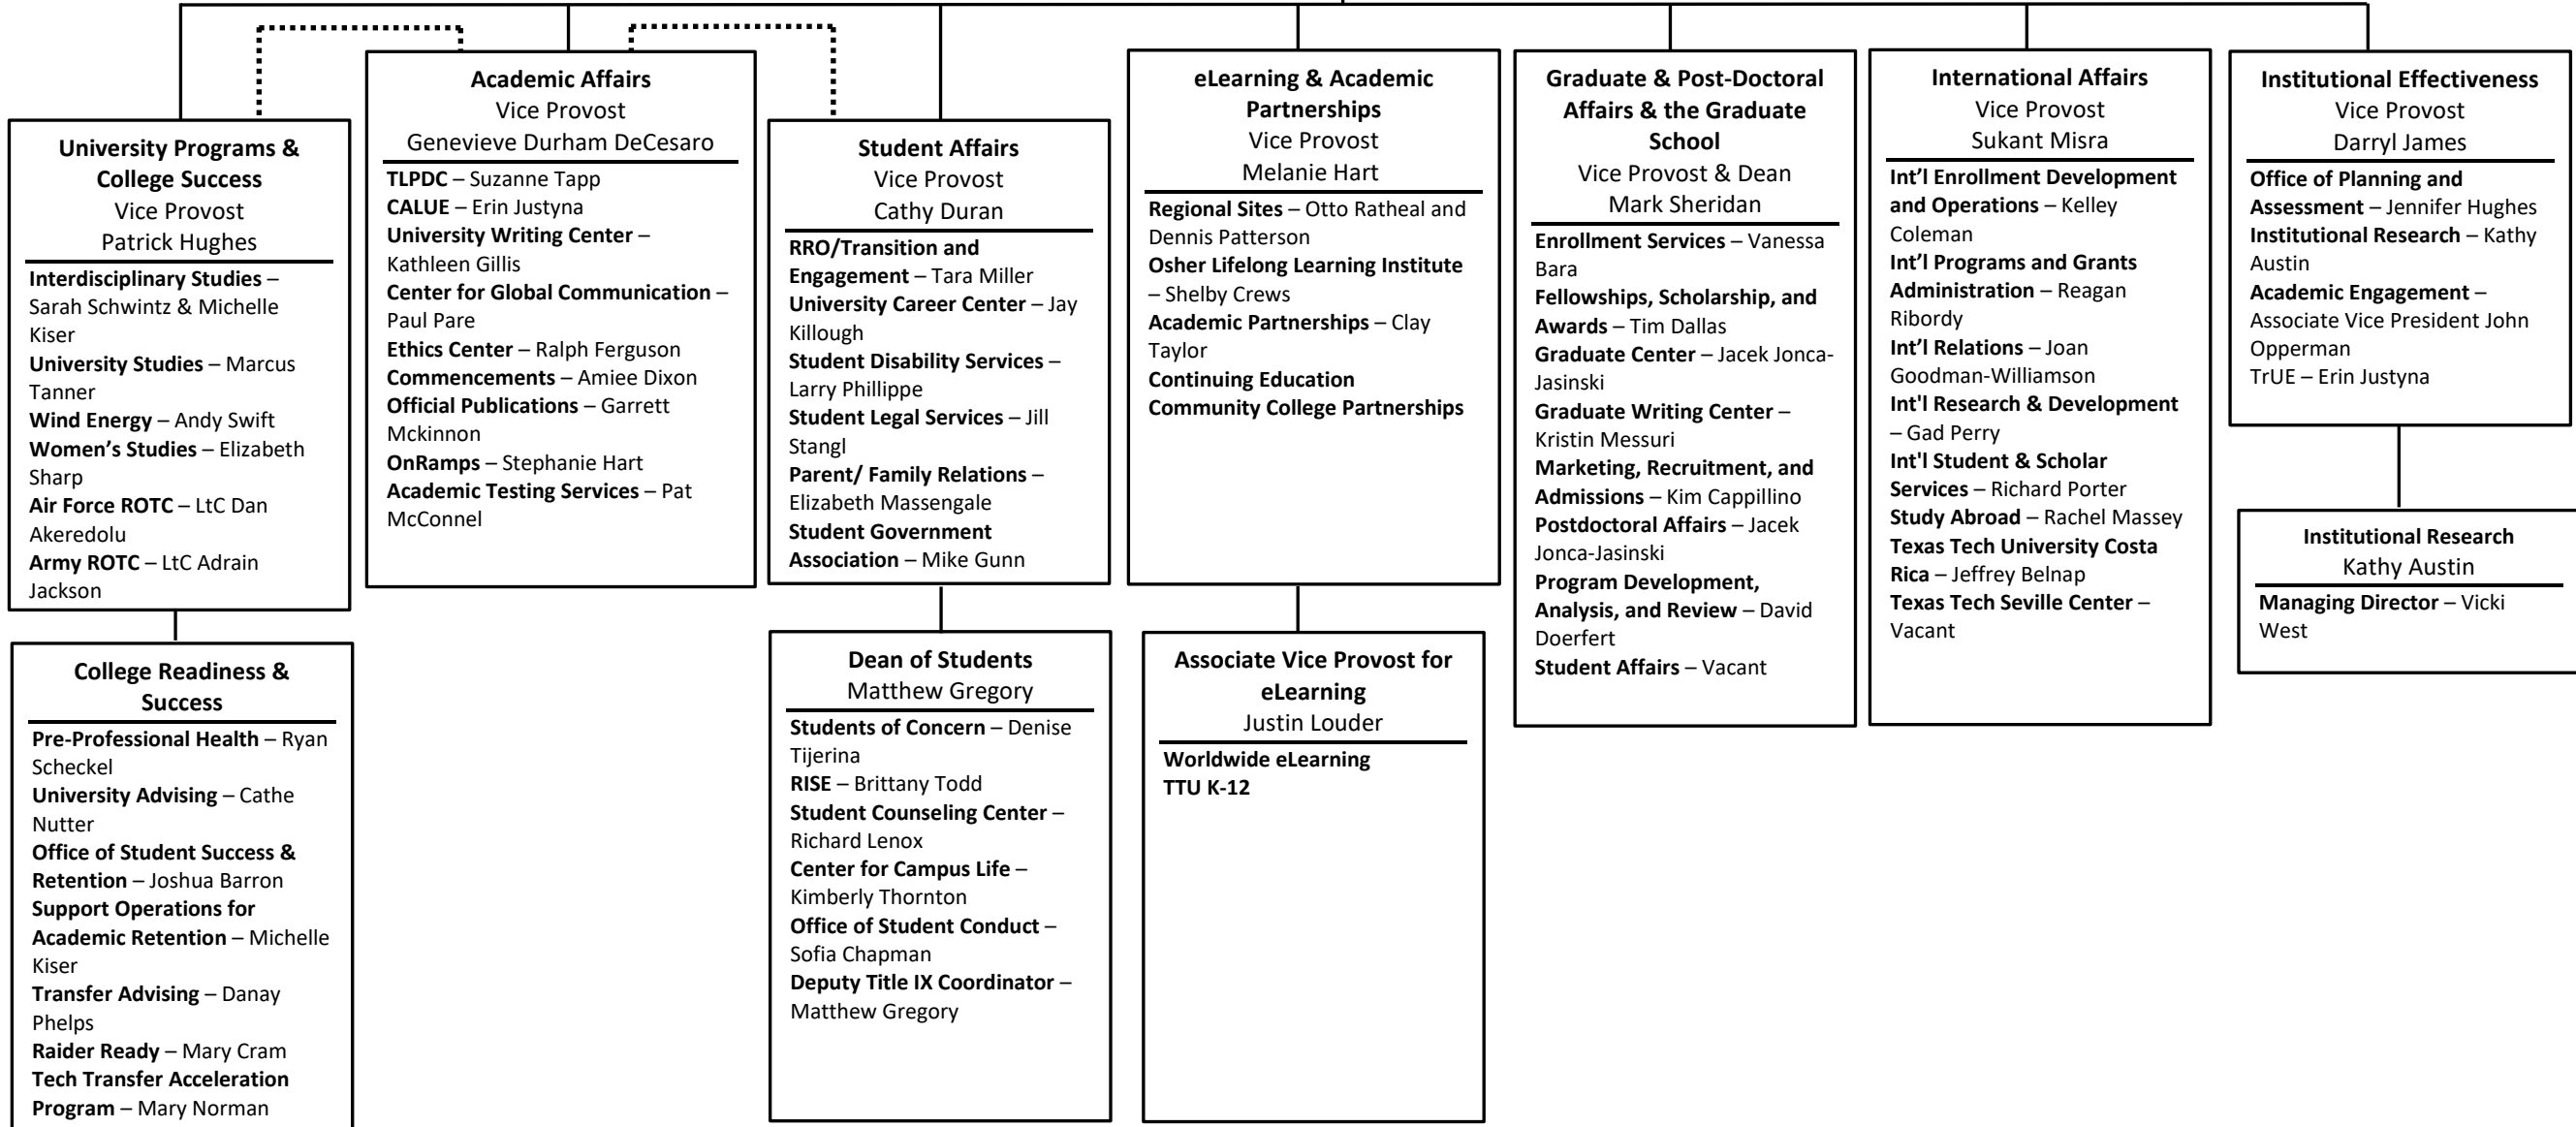 University Programs &
College Success
Vice Provost
Patrick Hughes
Interdisciplinary Studies –
Sarah Schwintz & Michelle
Kiser
University Studies – Marcus
Tanner
Wind Energy – Andy Swift
Women's Studies – Elizabeth
Sharp
Air Force ROTC – LtC Dan
Akeredolu
Army ROTC – LtC Adrain
Jackson
College Readiness &
Success
Pre-Professional Health – Ryan
Scheckel
University Advising – Cathe
Nutter
Office of Student Success &
Retention – Joshua Barron
Support Operations for
Academic Retention – Michelle
Kiser
Transfer Advising – Danay
Phelps
Raider Ready – Mary Cram
Tech Transfer Acceleration
Program – Mary Norman
Academic Affairs
Vice Provost
Genevieve Durham DeCesaro
TLPDC – Suzanne Tapp
CALUE – Erin Justyna
University Writing Center –
Kathleen Gillis
Center for Global Communication –
Paul Pare
Ethics Center – Ralph Ferguson
Commencements – Amiee Dixon
Official Publications – Garrett
Mckinnon
OnRamps – Stephanie Hart
Academic Testing Services – Pat
McConnel
Student Affairs
Vice Provost
Cathy Duran
RRO/Transition and
Engagement – Tara Miller
University Career Center – Jay
Killough
Student Disability Services –
Larry Phillippe
Student Legal Services – Jill
Stangl
Parent/ Family Relations –
Elizabeth Massengale
Student Government
Association – Mike Gunn
Dean of Students
Matthew Gregory
Students of Concern – Denise
Tijerina
RISE – Brittany Todd
Student Counseling Center –
Richard Lenox
Center for Campus Life –
Kimberly Thornton
Office of Student Conduct –
Sofia Chapman
Deputy Title IX Coordinator –
Matthew Gregory
eLearning & Academic
Partnerships
Vice Provost
Melanie Hart
Regional Sites – Otto Ratheal and
Dennis Patterson
Osher Lifelong Learning Institute
– Shelby Crews
Academic Partnerships – Clay
Taylor
Continuing Education
Community College Partnerships
Associate Vice Provost for
eLearning
Justin Louder
Worldwide eLearning
TTU K-12
Graduate & Post-Doctoral
Affairs & the Graduate
School
Vice Provost & Dean
Mark Sheridan
Enrollment Services – Vanessa
Bara
Fellowships, Scholarship, and
Awards – Tim Dallas
Graduate Center – Jacek Jonca-
Jasinski
Graduate Writing Center –
Kristin Messuri
Marketing, Recruitment, and
Admissions – Kim Cappillino
Postdoctoral Affairs – Jacek
Jonca-Jasinski
Program Development,
Analysis, and Review – David
Doerfert
Student Affairs – Vacant
International Affairs
Vice Provost
Sukant Misra
Int'l Enrollment Development
and Operations – Kelley
Coleman
Int'l Programs and Grants
Administration – Reagan
Ribordy
Int'l Relations – Joan
Goodman-Williamson
Int'l Research & Development
– Gad Perry
Int'l Student & Scholar
Services – Richard Porter
Study Abroad – Rachel Massey
Texas Tech University Costa
Rica – Jeffrey Belnap
Texas Tech Seville Center –
Vacant
Institutional Effectiveness
Vice Provost
Darryl James
Office of Planning and
Assessment – Jennifer Hughes
Institutional Research – Kathy
Austin
Academic Engagement –
Associate Vice President John
Opperman
TrUE – Erin Justyna
Institutional Research
Kathy Austin
Managing Director – Vicki
West